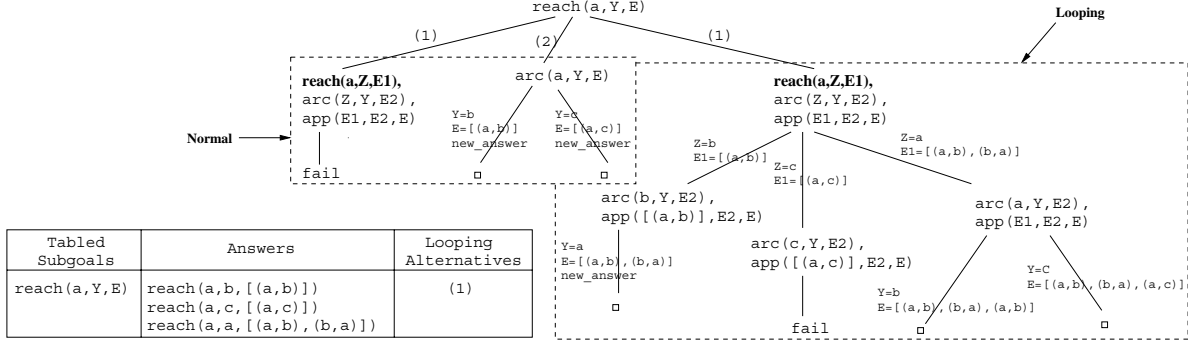 reach(a,Y,E)
Looping
(1)
(2)
(1)
Normal
reach(a,Z,E1),
arc(Z,Y,E2),
app(E1,E2,E)
fail
arc(a,Y,E)
Y=b
E=[(a,b)]
new_answer
Y=c
E=[(a,c)]
new_answer
reach(a,Z,E1),
arc(Z,Y,E2),
app(E1,E2,E)
Z=b
E1=[(a,b)]
Z=c
E1=[(a,c)]
Z=a
E1=[(a,b),(b,a)]
arc(b,Y,E2),
app([(a,b)],E2,E)
Y=a
E=[(a,b),(b,a)]
new_answer
arc(c,Y,E2),
app([(a,c)],E2,E)
fail
arc(a,Y,E2),
app(E1,E2,E)
Y=b
E=[(a,b),(b,a),(a,b)]
Y=C
E=[(a,b),(b,a),(a,c)]
Tabled
Subgoals
Answers
Looping
Alternatives
reach(a,Y,E)
reach(a,b,[(a,b)])
reach(a,c,[(a,c)])
reach(a,a,[(a,b),(b,a)])
(1)